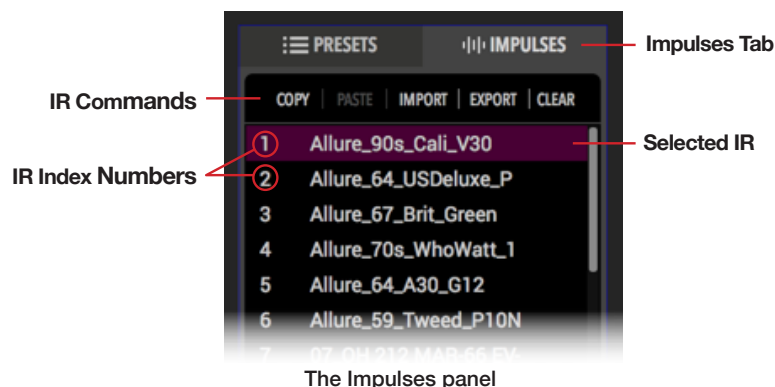 PRESETS IMPULSES Impulses Tab
IR Commands COPY PASTE IMPORT EXPORT CLEAR
1 Allure_90s_Cali_V30 Selected IR
IR Index Numbers
2 Allure_64_USDeluxe_P
3 Allure_67_Brit_Green
4 Allure_70s_WhoWatt_1
5 Allure_64_A30_G12
6 Allure_59_Tweed_P10N
7
The Impulses panel